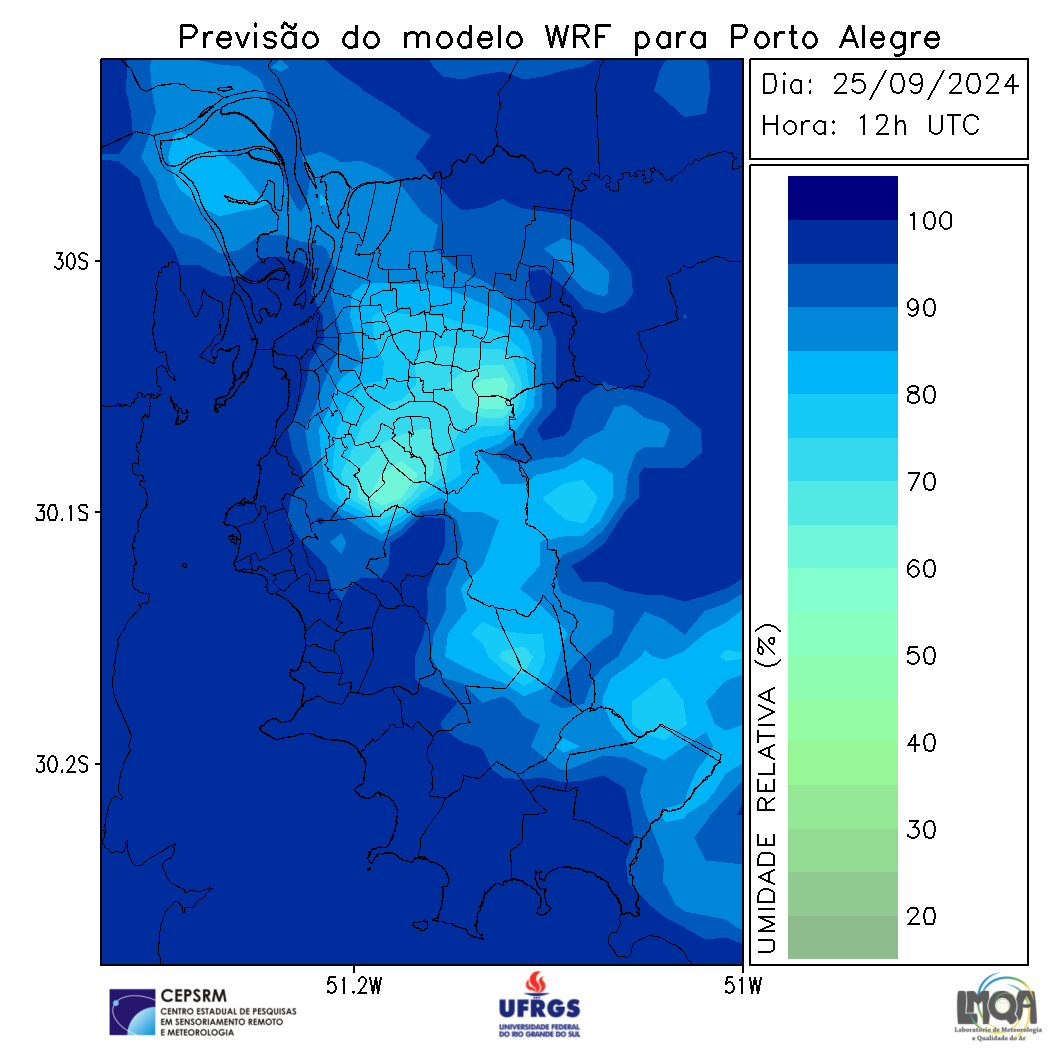 Previsão do modelo WRF para Porto Alegre
Dia: 25/09/2024
Hora: 12h UTC
100
90
80
70
60
50
40
30
20
UMIDADE RELATIVA (%)
30S
30.1S
30.2S
51.2W
51W
CEPSRM
CENTRO ESTADUAL DE PESQUISAS
EM SENSORIAMENTO REMOTO
E METEOROLOGIA
UFRGS
UNIVERSIDADE FEDERAL
DO RIO GRANDE DO SUL
LMQA
Laboratório de Meteorologia
e Qualidade do Ar